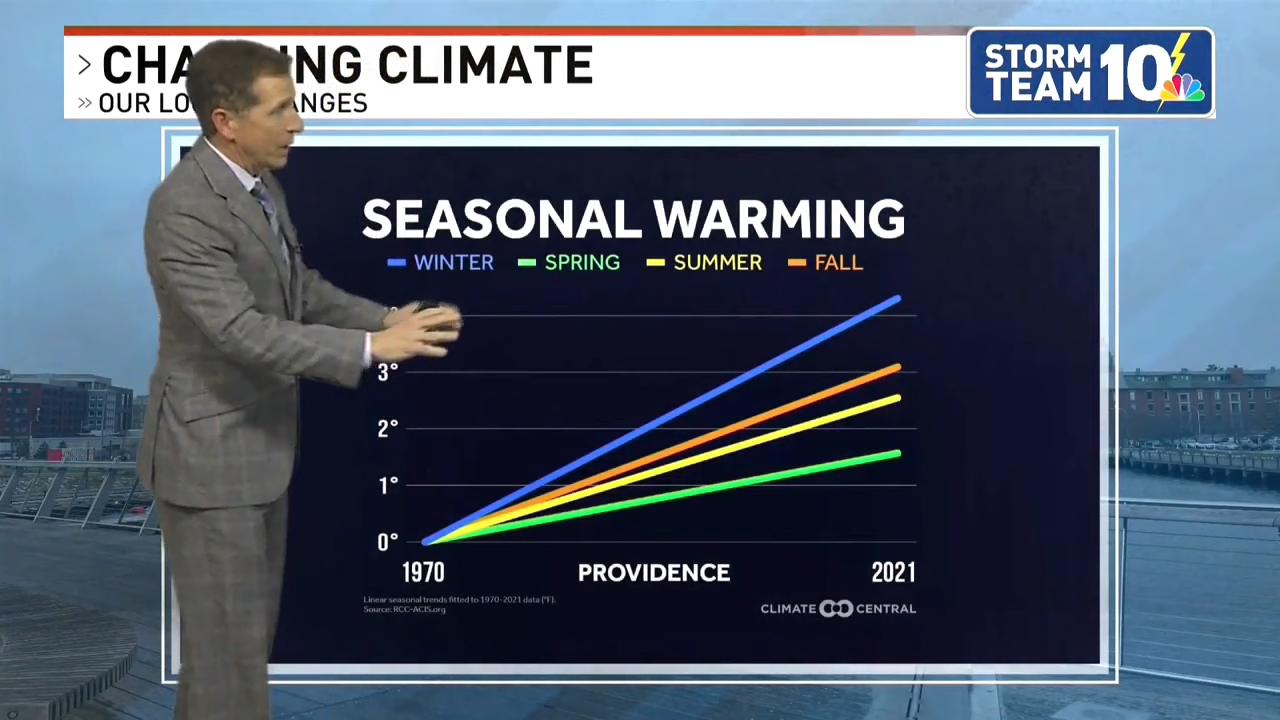 > CHA NG CLIMATE
>> OUR LO ANGES
STORM
TEAM 10
SEASONAL WARMING
WINTER SPRING SUMMER FALL
3°
2°
1°
0°
1970 PROVIDENCE 2021
Linear seasonal trends fitted to 1970-2021 data (°F).
Source: RCC-ACIS.org
CLIMATE CENTRAL